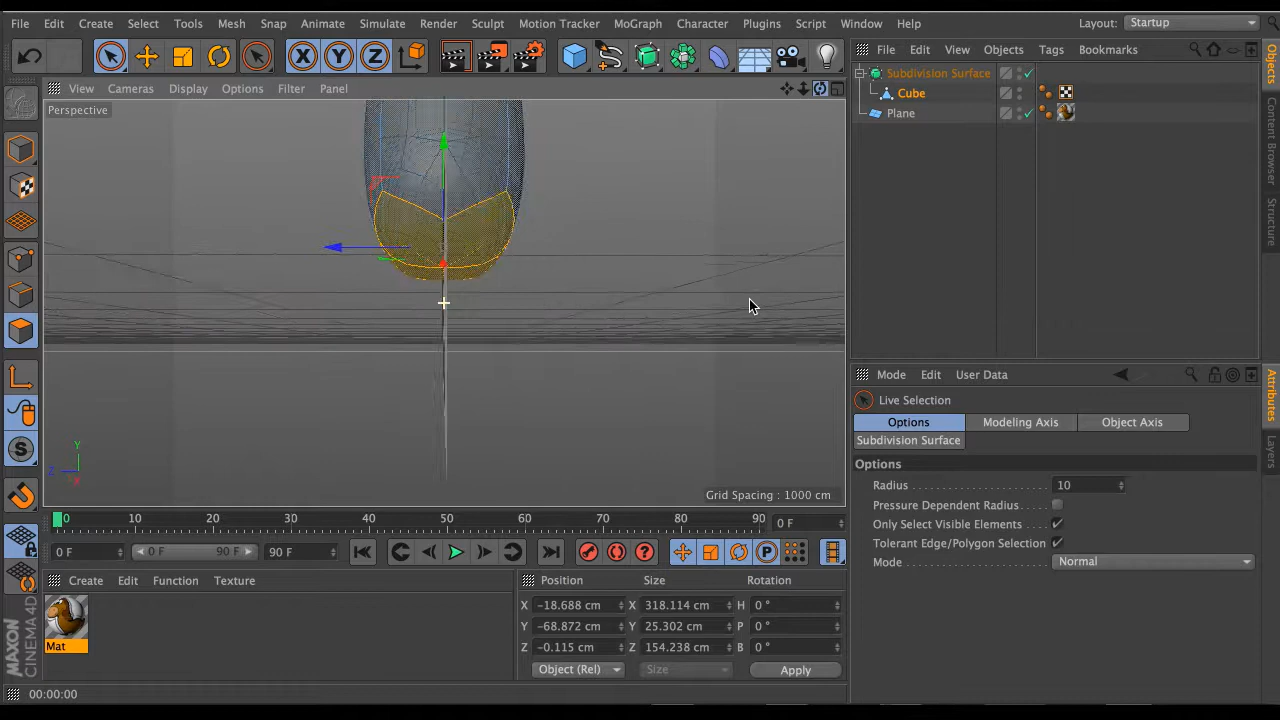 File Edit Create Select Tools Mesh Snap Animate Simulate Render Sculpt Motion Tracker MoGraph Character Plugins Script Window Help Layout: Startup
X Y Z
View Cameras Display Options Filter Panel
File Edit View Objects Tags Bookmarks
Perspective
Subdivision Surface
Cube
Plane
Objects
Content Browser
Structure
Y
Z
X
Grid Spacing : 1000 cm
Mode Edit User Data
Live Selection
Options Modeling Axis Object Axis
Subdivision Surface
Options
Radius 10
Pressure Dependent Radius
Only Select Visible Elements
Tolerant Edge/Polygon Selection
Mode Normal
Attributes
Layers
0 10 20 30 40 50 60 70 80 90 0 F
0 F 0 F 90 F 90 F
Create Edit Function Texture
Mat
Position Size Rotation
X -18.688 cm X 318.114 cm H 0 °
Y -68.872 cm Y 25.302 cm P 0 °
Z -0.115 cm Z 154.238 cm B 0 °
Object (Rel) Size Apply
MAXON
CINEMA 4D
00:00:00